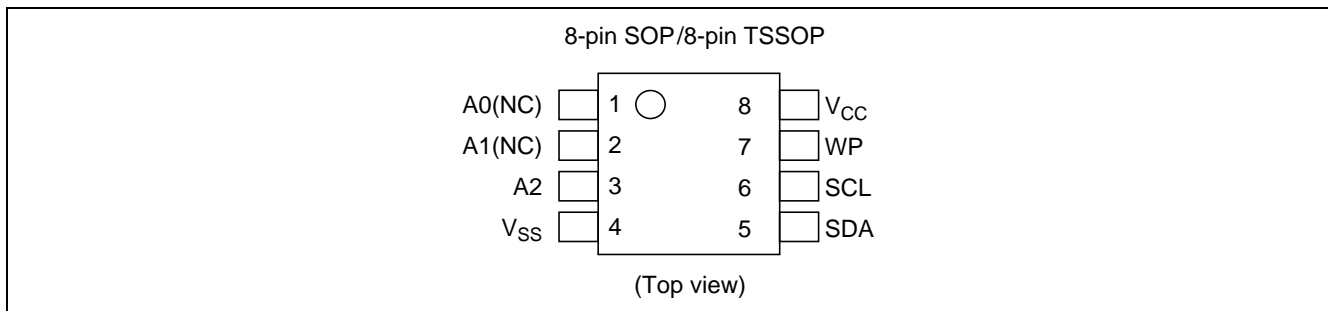 8-pin SOP/8-pin TSSOP
A0(NC) 1 8 VCC
A1(NC) 2 7 WP
A2 3 6 SCL
VSS 4 5 SDA
(Top view)